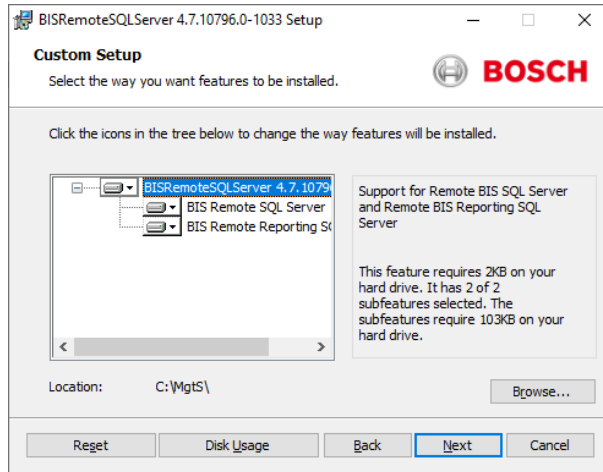 BISRemoteSQLServer 4.7.10796.0-1033 Setup
Custom Setup
Select the way you want features to be installed.
BOSCH
Click the icons in the tree below to change the way features will be installed.
BISRemoteSQLServer 4.7.1079
BIS Remote SQL Server
BIS Remote Reporting S
Support for Remote BIS SQL Server
and Remote BIS Reporting SQL
Server
This feature requires 2KB on your
hard drive. It has 2 of 2
subfeatures selected. The
subfeatures require 103KB on your
hard drive.
Location: C:\MgtS\
Browse...
Reset Disk Usage Back Next Cancel